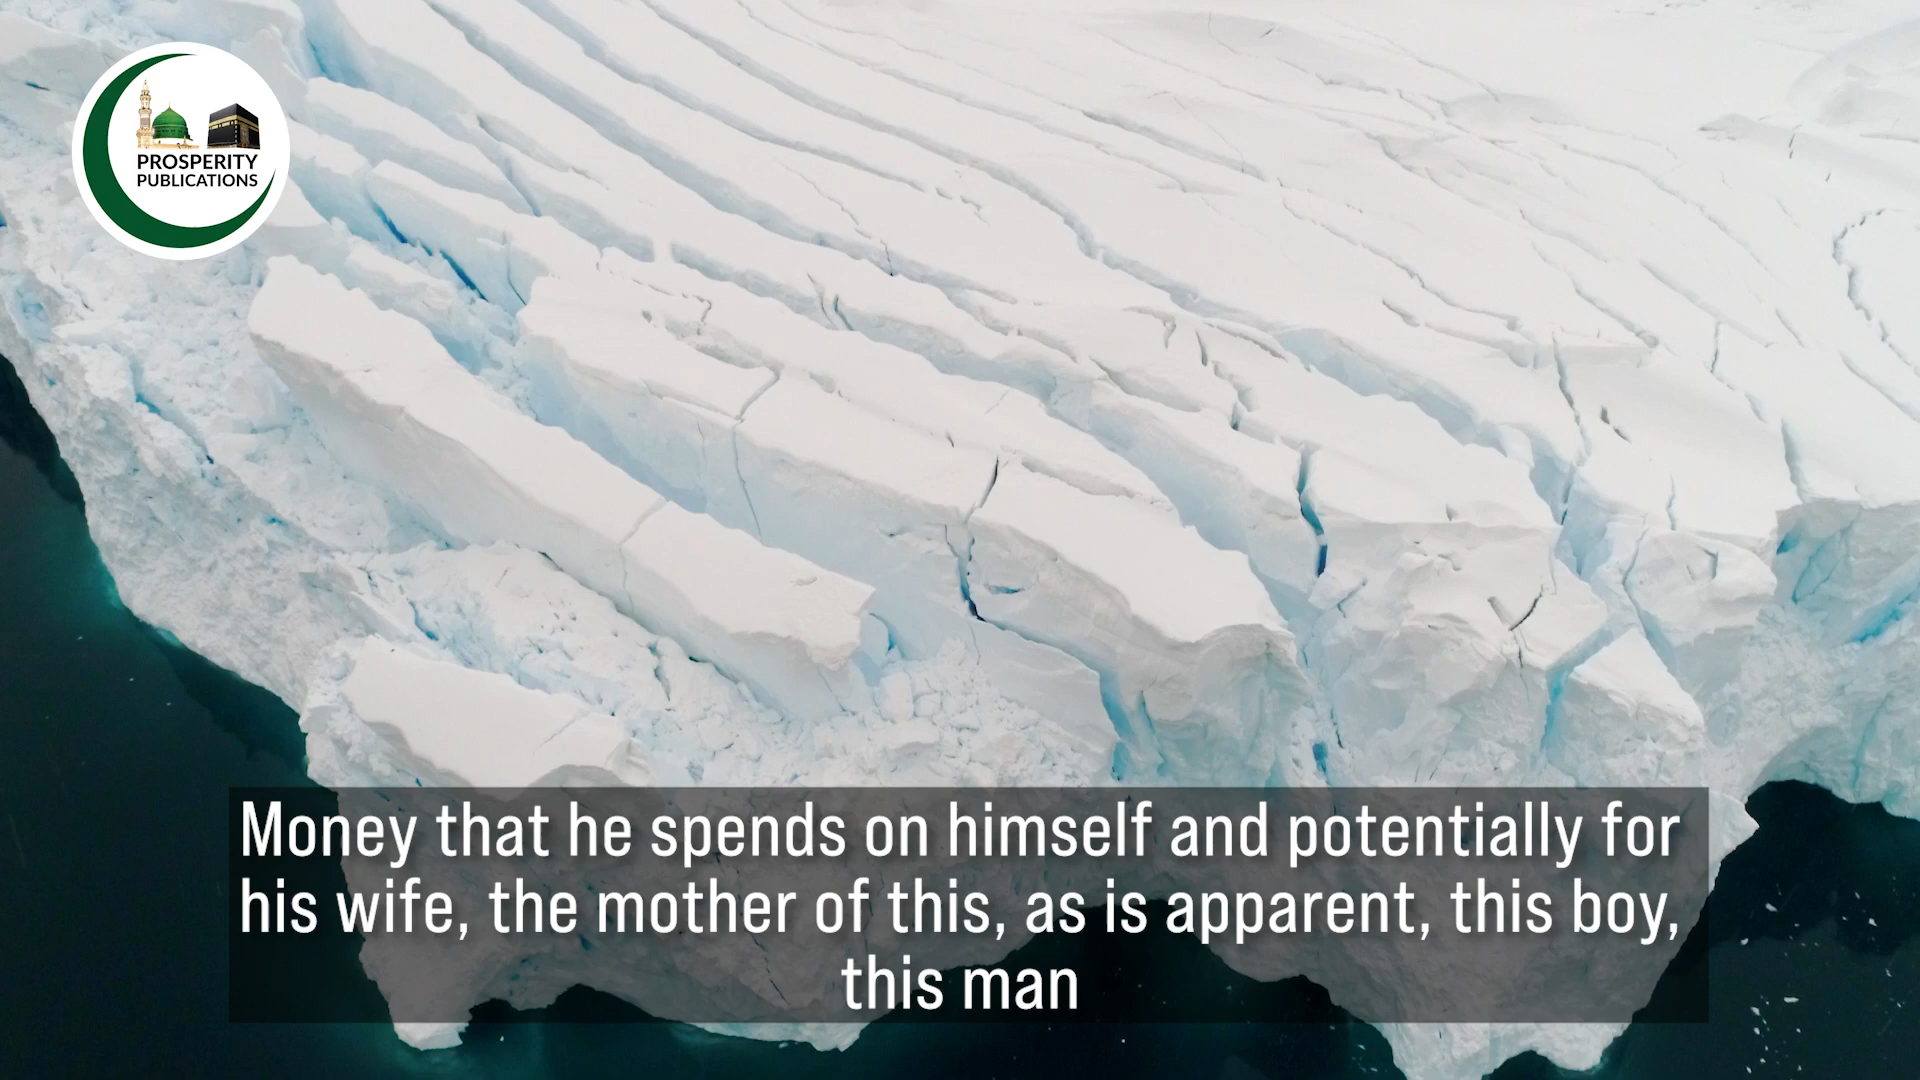 PROSPERITY
PUBLICATIONS
Money that he spends on himself and potentially for
his wife, the mother of this, as is apparent, this boy,
this man